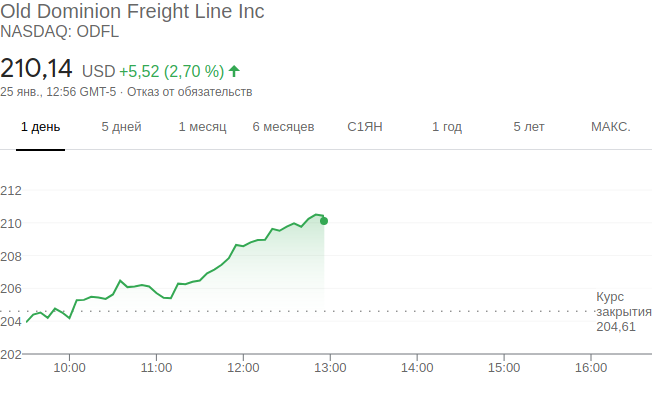 Old Dominion Freight Line Inc
NASDAQ: ODFL
210,14 USD +5,52 (2,70 %)
25 янв., 12:56 GMT-5 · Отказ от обязательств
1 день 5 дней 1 месяц 6 месяцев С1ЯН 1 год 5 лет МАКС.
212
210
208
206
204
202
Курс
закрытия
204,61
10:00 11:00 12:00 13:00 14:00 15:00 16:00